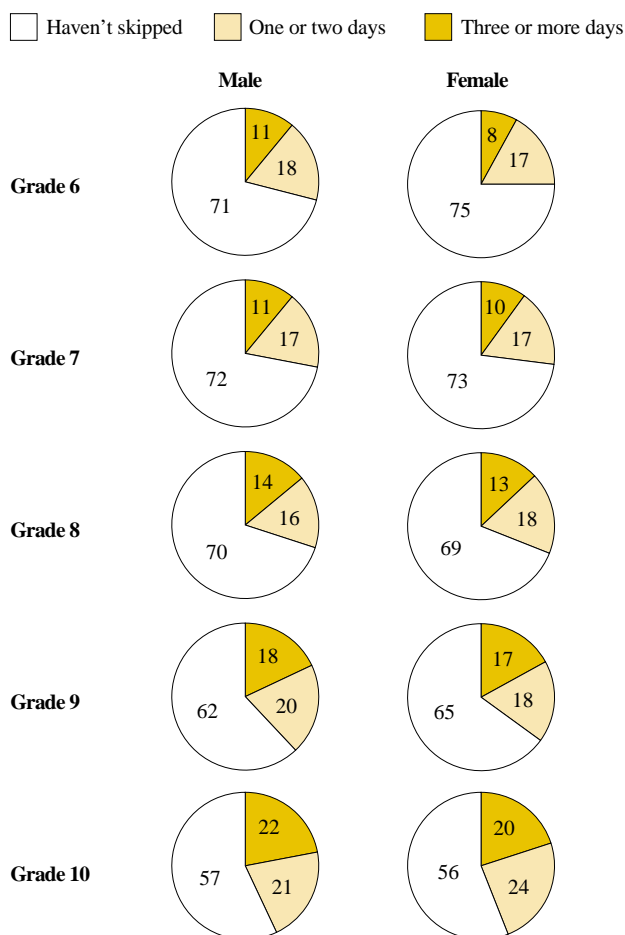 Haven’t skipped One or two days Three or more days
Male Female
Grade 6
11 18 71
8 17 75
Grade 7
11 17 72
10 17 73
Grade 8
14 16 70
13 18 69
Grade 9
18 20 62
17 18 65
Grade 10
22 21 57
20 24 56